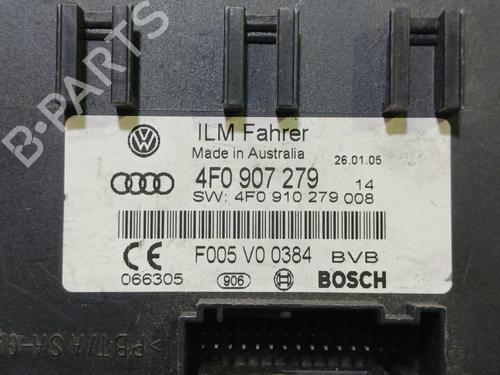 B-PARTS
ILM Fahrer
Made in Australia 26.01.05
4F0 907 279 14
SW: 4F0 910 279 008
F005 V0 0384 BVB
066305 906 BOSCH